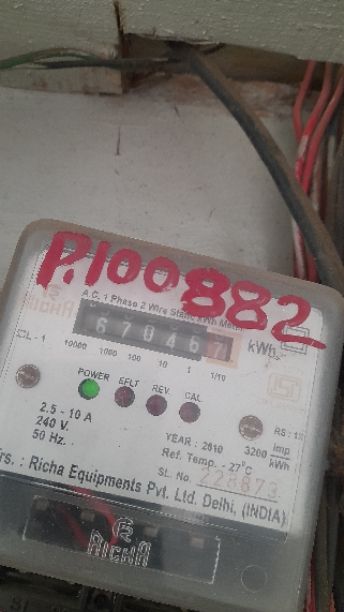 P.100882
RICHA
A.C. 1 Phase 2 Wire Static kWh Meter
670467 kWh
CL - 1 10000 1000 100 10 1 1/10
POWER EFLT REV. CAL
2.5 - 10 A
240 V.
50 Hz.
YEAR : 2010
Ref. Temp. - 27°C
SL. No. 228873
3200 imp/kWh
Richa Equipments Pvt. Ltd. Delhi, (INDIA)
RICHA